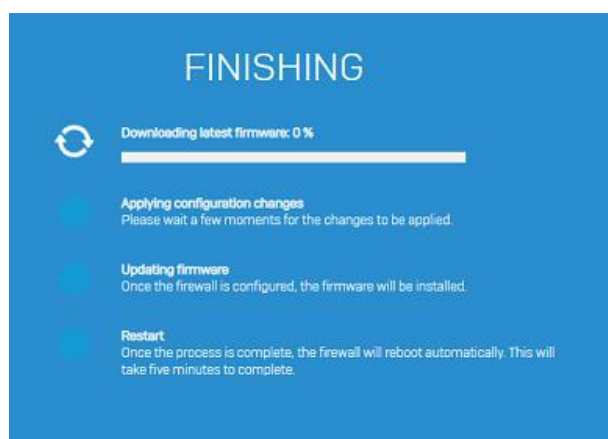 FINISHING
Downloading latest firmware: 0 %
Applying configuration changes
Please wait a few moments for the changes to be applied.
Updating firmware
Once the firewall is configured, the firmware will be installed.
Restart
Once the process is complete, the firewall will reboot automatically. This will
take five minutes to complete.